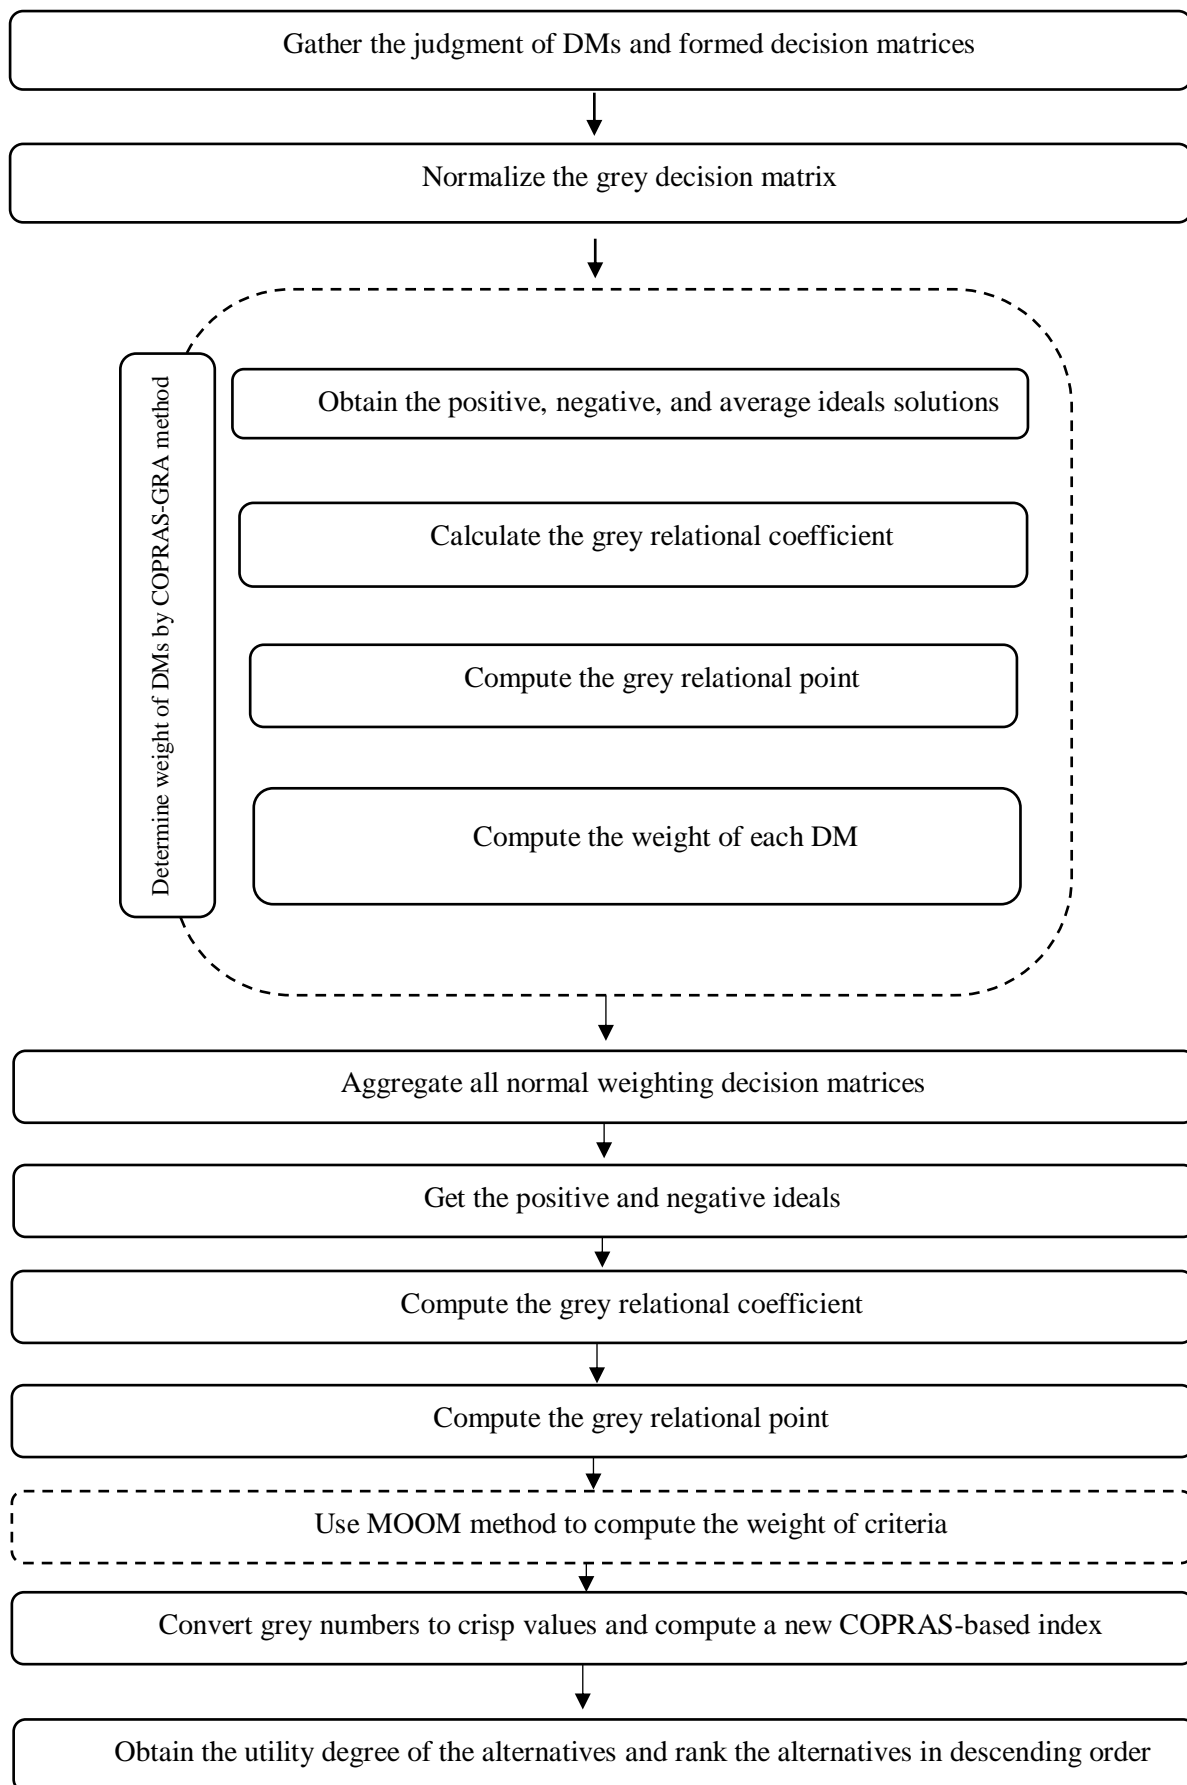 Gather the judgment of DMs and formed decision matrices
Normalize the grey decision matrix
Determine weight of DMs by COPRAS-GRA method
Obtain the positive, negative, and average ideals solutions
Calculate the grey relational coefficient
Compute the grey relational point
Compute the weight of each DM
Aggregate all normal weighting decision matrices
Get the positive and negative ideals
Compute the grey relational coefficient
Compute the grey relational point
Use MOOM method to compute the weight of criteria
Convert grey numbers to crisp values and compute a new COPRAS-based index
Obtain the utility degree of the alternatives and rank the alternatives in descending order